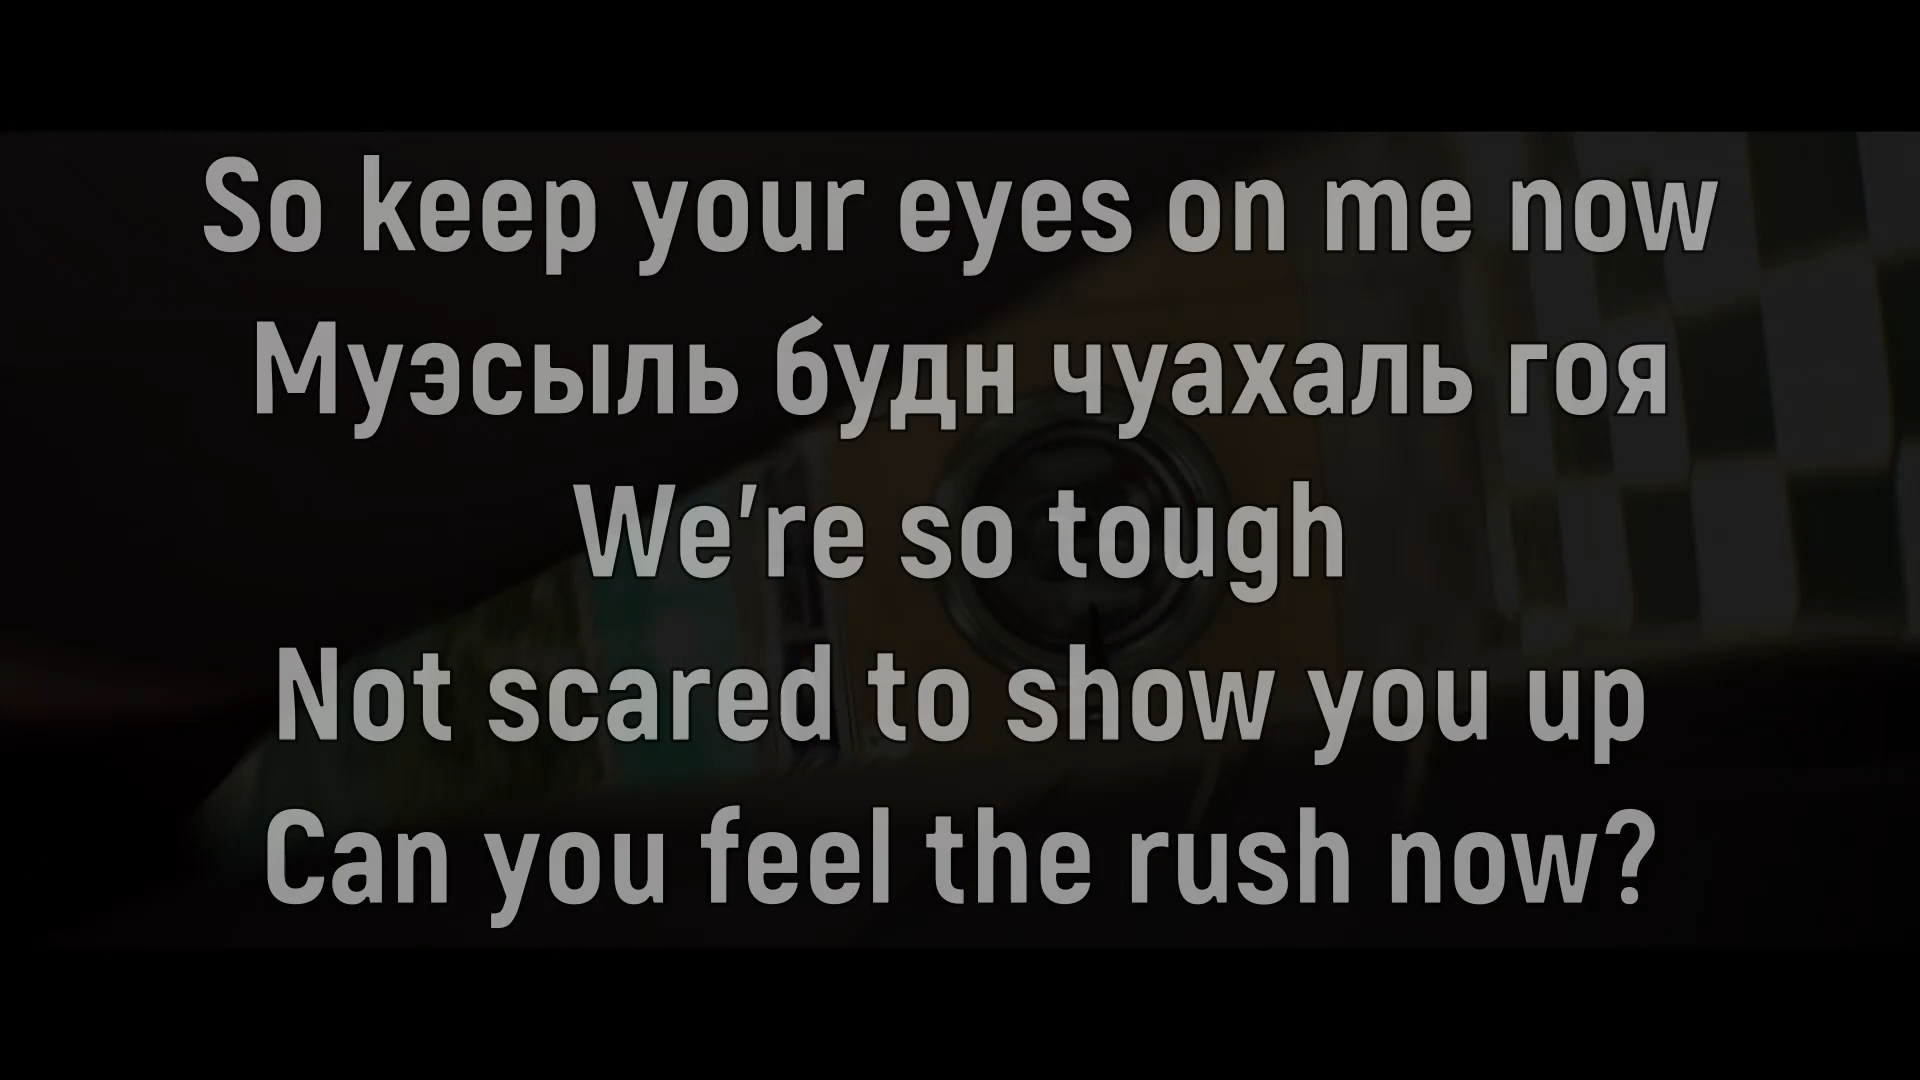 So keep your eyes on me now
Муэсыль будн чуахаль гоя
We're so tough
Not scared to show you up
Can you feel the rush now?